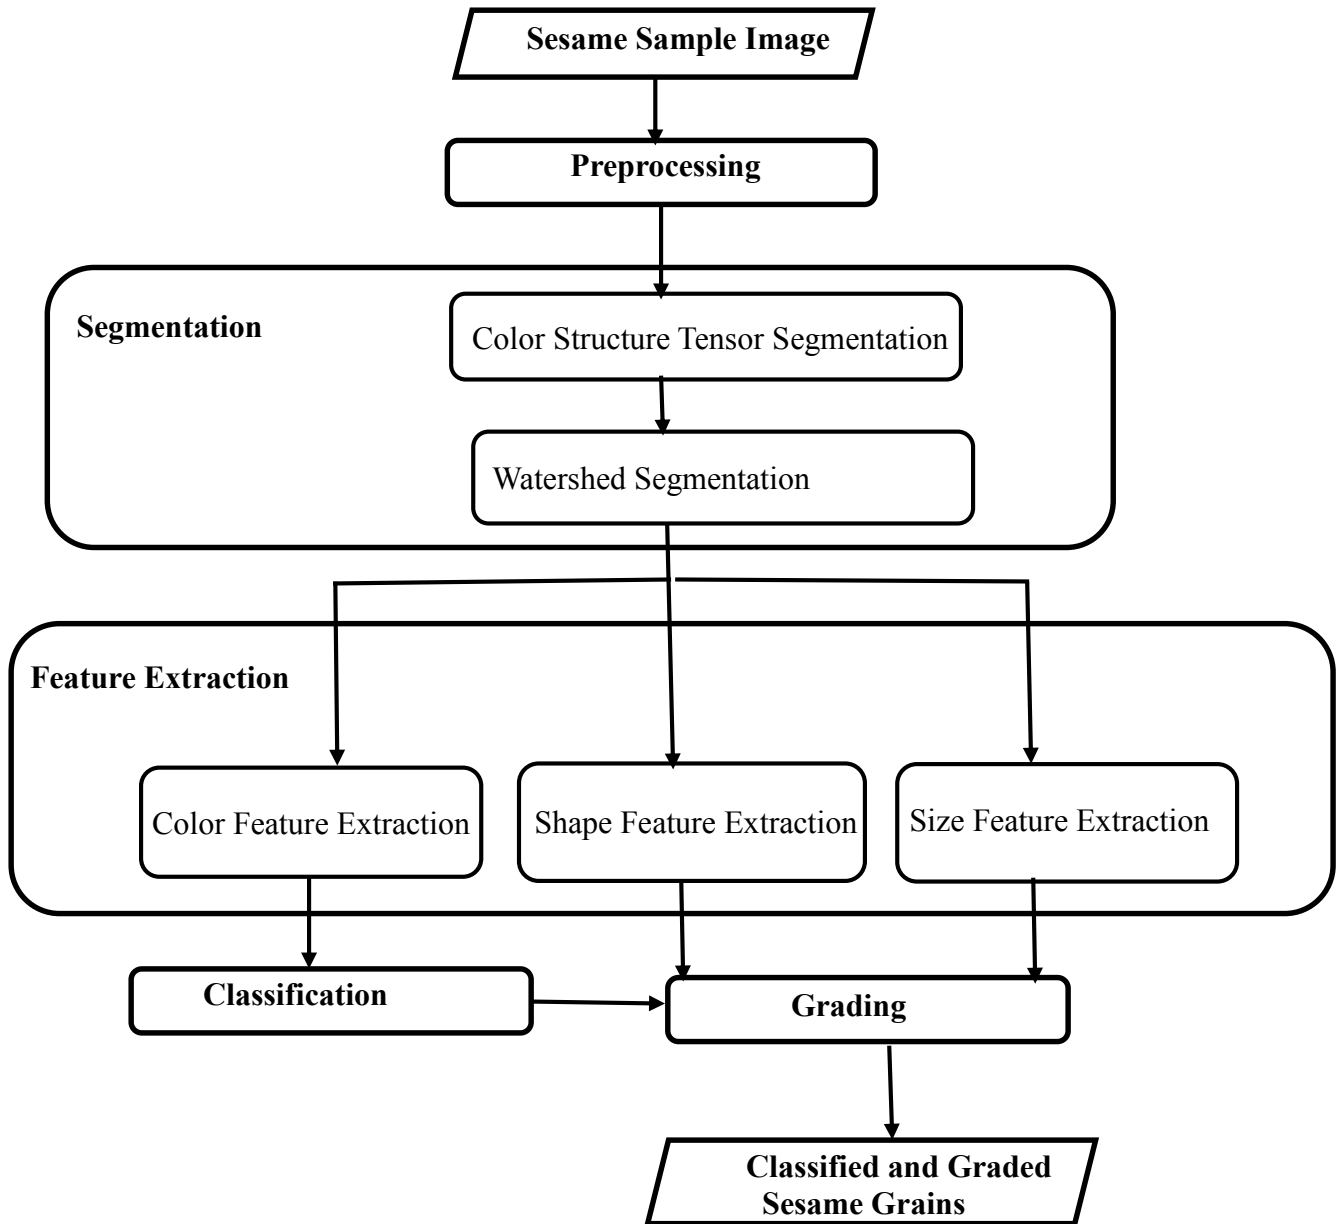 Sesame Sample Image
Preprocessing
Segmentation
Color Structure Tensor Segmentation
Watershed Segmentation
Feature Extraction
Color Feature Extraction
Shape Feature Extraction
Size Feature Extraction
Classification
Grading
Classified and Graded
Sesame Grains